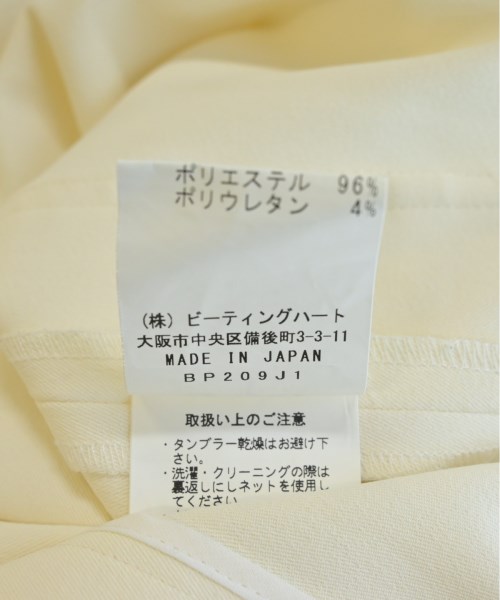 ポリエステル 96%
ポリウレタン 4%
(株) ビーティングハート
大阪市中央区備後町3-3-11
MADE IN JAPAN
BP209J1
取扱い上のご注意
・タンブラー乾燥はお避け下
さい。
・洗濯・クリーニングの際は
裏返しにしネットを使用し
てください